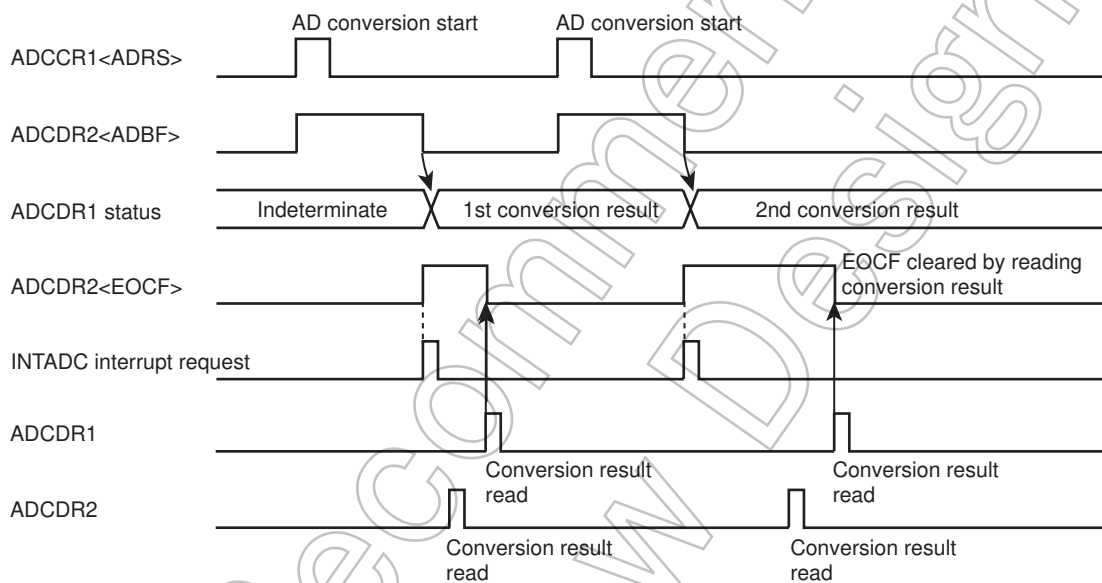 AD conversion start AD conversion start
ADCCR1<ADRS>
ADCDR2<ADBF>
ADCDR1 status Indeterminate 1st conversion result 2nd conversion result
EOCF cleared by reading
conversion result
ADCDR2<EOCF>
INTADC interrupt request
ADCDR1
Conversion result
read
Conversion result
read
ADCDR2
Conversion result
read
Conversion result
read